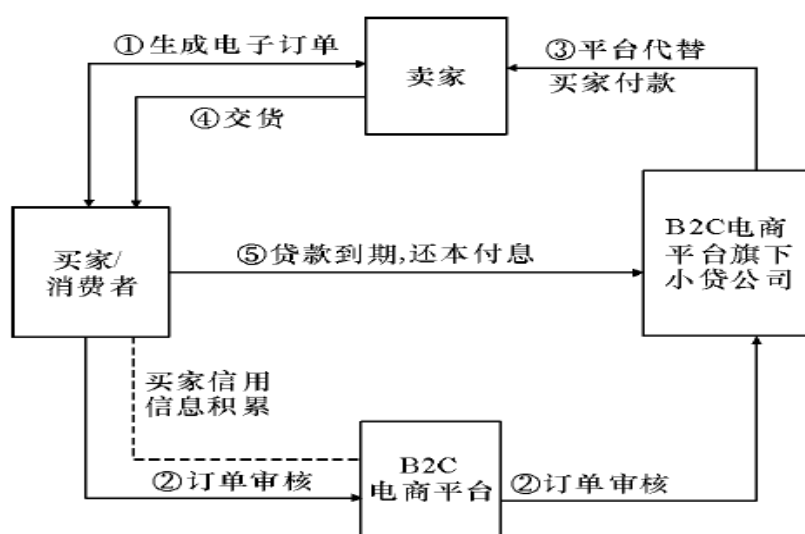 ①生成电子订单
卖家
③平台代替
买家付款
④交货
买家/
消费者
⑤贷款到期,还本付息
B2C电商
平台旗下
小贷公司
买家信用
信息积累
②订单审核
B2C
电商平台
②订单审核